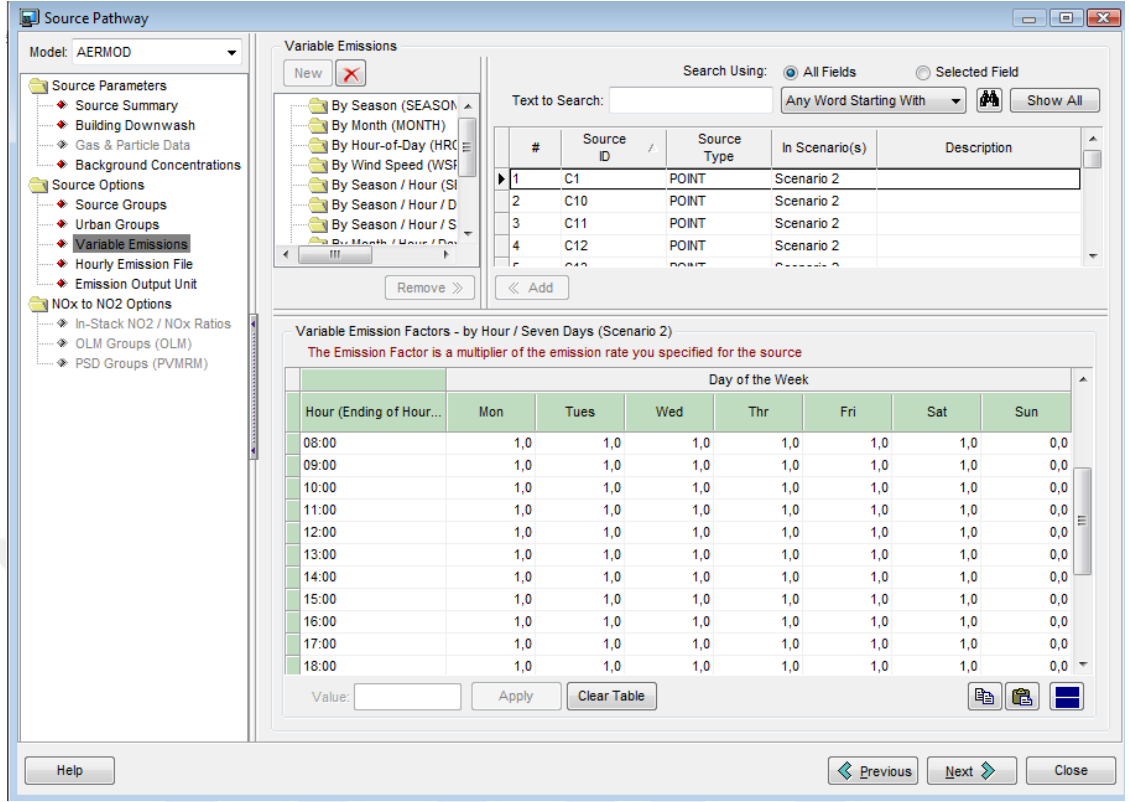 Source Pathway
Model: AERMOD
Source Parameters
Source Summary
Building Downwash
Gas & Particle Data
Background Concentrations
Source Options
Source Groups
Urban Groups
Variable Emissions
Hourly Emission File
Emission Output Unit
NOx to NO2 Options
In-Stack NO2 / NOx Ratios
OLM Groups (OLM)
PSD Groups (PVMRM)
Variable Emissions
New
By Season (SEASON
By Month (MONTH)
By Hour-of-Day (HRO
By Wind Speed (WSP
By Season / Hour (SE
By Season / Hour / D
By Season / Hour / S
By Month / Hour / Day
Remove
Search Using: All Fields Selected Field
Text to Search: Any Word Starting With Show All
# Source ID Source Type In Scenario(s) Description
1 C1 POINT Scenario 2
2 C10 POINT Scenario 2
3 C11 POINT Scenario 2
4 C12 POINT Scenario 2
5 C13 POINT Scenario 2
Add
Variable Emission Factors - by Hour / Seven Days (Scenario 2)
The Emission Factor is a multiplier of the emission rate you specified for the source
Day of the Week
Hour (Ending of Hour... Mon Tues Wed Thr Fri Sat Sun
08:00 1,0 1,0 1,0 1,0 1,0 1,0 0,0
09:00 1,0 1,0 1,0 1,0 1,0 1,0 0,0
10:00 1,0 1,0 1,0 1,0 1,0 1,0 0,0
11:00 1,0 1,0 1,0 1,0 1,0 1,0 0,0
12:00 1,0 1,0 1,0 1,0 1,0 1,0 0,0
13:00 1,0 1,0 1,0 1,0 1,0 1,0 0,0
14:00 1,0 1,0 1,0 1,0 1,0 1,0 0,0
15:00 1,0 1,0 1,0 1,0 1,0 1,0 0,0
16:00 1,0 1,0 1,0 1,0 1,0 1,0 0,0
17:00 1,0 1,0 1,0 1,0 1,0 1,0 0,0
18:00 1,0 1,0 1,0 1,0 1,0 1,0 0,0
Value: Apply Clear Table
Help Previous Next Close